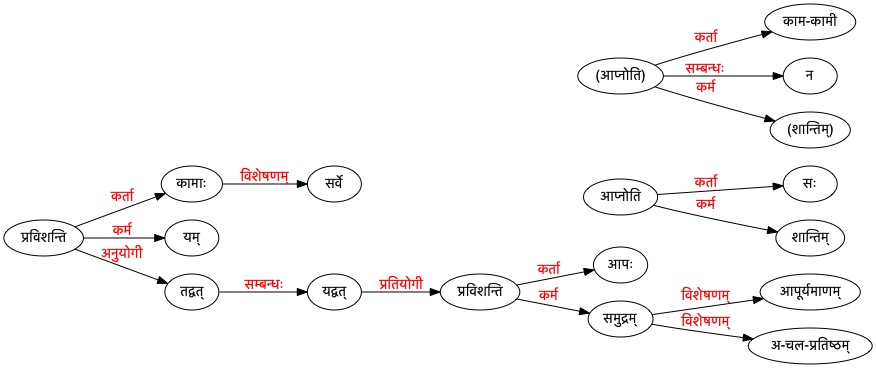 काम-कामी
कर्ता
(आप्नोति) सम्बन्धः न
कर्म
(शान्तिम्)
कामाः विशेषणम् सर्वे
कर्ता
आप्नोति कर्ता सः
कर्म
शान्तिम्
प्रविशन्ति कर्म यम्
अनुयोगी
तद्वत् सम्बन्धः यद्वत् प्रतियोगी प्रविशन्ति
कर्ता आपः
कर्म
समुद्रम् विशेषणम् आपूर्यमाणम्
विशेषणम्
अ-चल-प्रतिष्ठम्